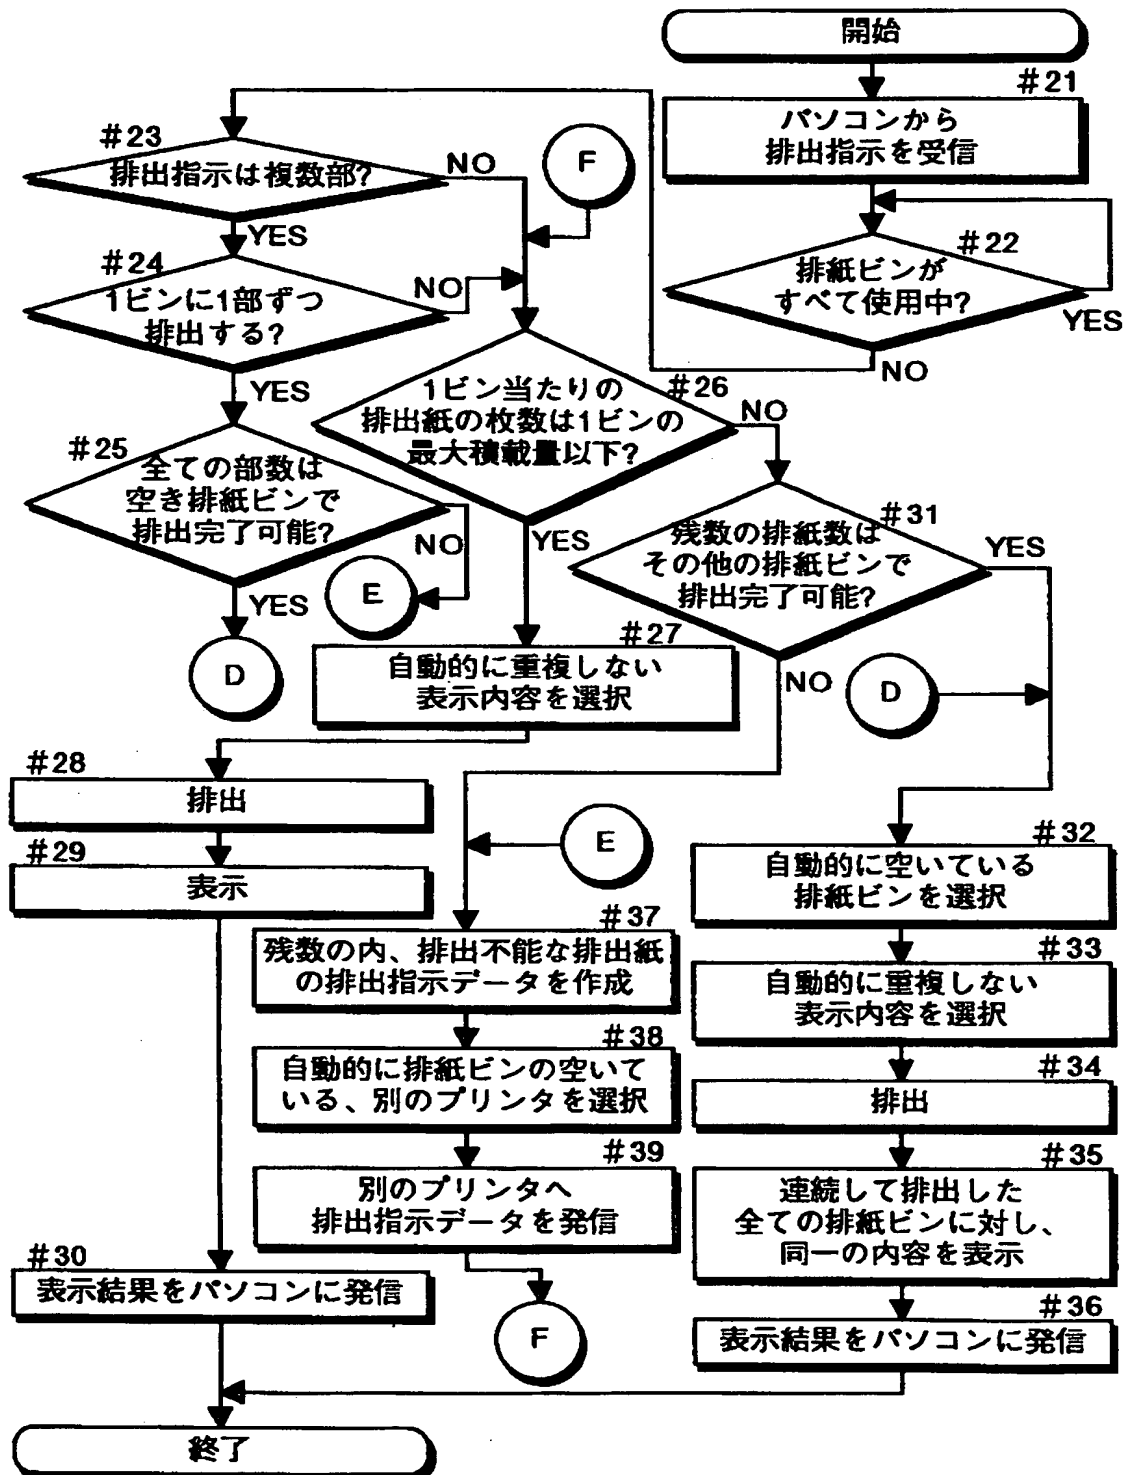 開始
#21
パソコンから
排出指示を受信
#22
排紙ビンが
すべて使用中?
YES
NO
#23
排出指示は複数部?
NO
YES
F
#24
1ビンに1部ずつ
排出する?
NO
YES
#25
全ての部数は
空き排紙ビンで
排出完了可能?
NO
YES
E
D
#26
1ビン当たりの
排出紙の枚数は1ビンの
最大積載量以下?
NO
YES
#31
残数の排紙数は
その他の排紙ビンで
排出完了可能?
YES
NO
D
#27
自動的に重複しない
表示内容を選択
#28
排出
#29
表示
#30
表示結果をパソコンに発信
E
#37
残数の内、排出不能な排出紙
の排出指示データを作成
#38
自動的に排紙ビンの空いて
いる、別のプリンタを選択
#39
別のプリンタへ
排出指示データを発信
F
#32
自動的に空いている
排紙ビンを選択
#33
自動的に重複しない
表示内容を選択
#34
排出
#35
連続して排出した
全ての排紙ビンに対し、
同一の内容を表示
#36
表示結果をパソコンに発信
終了